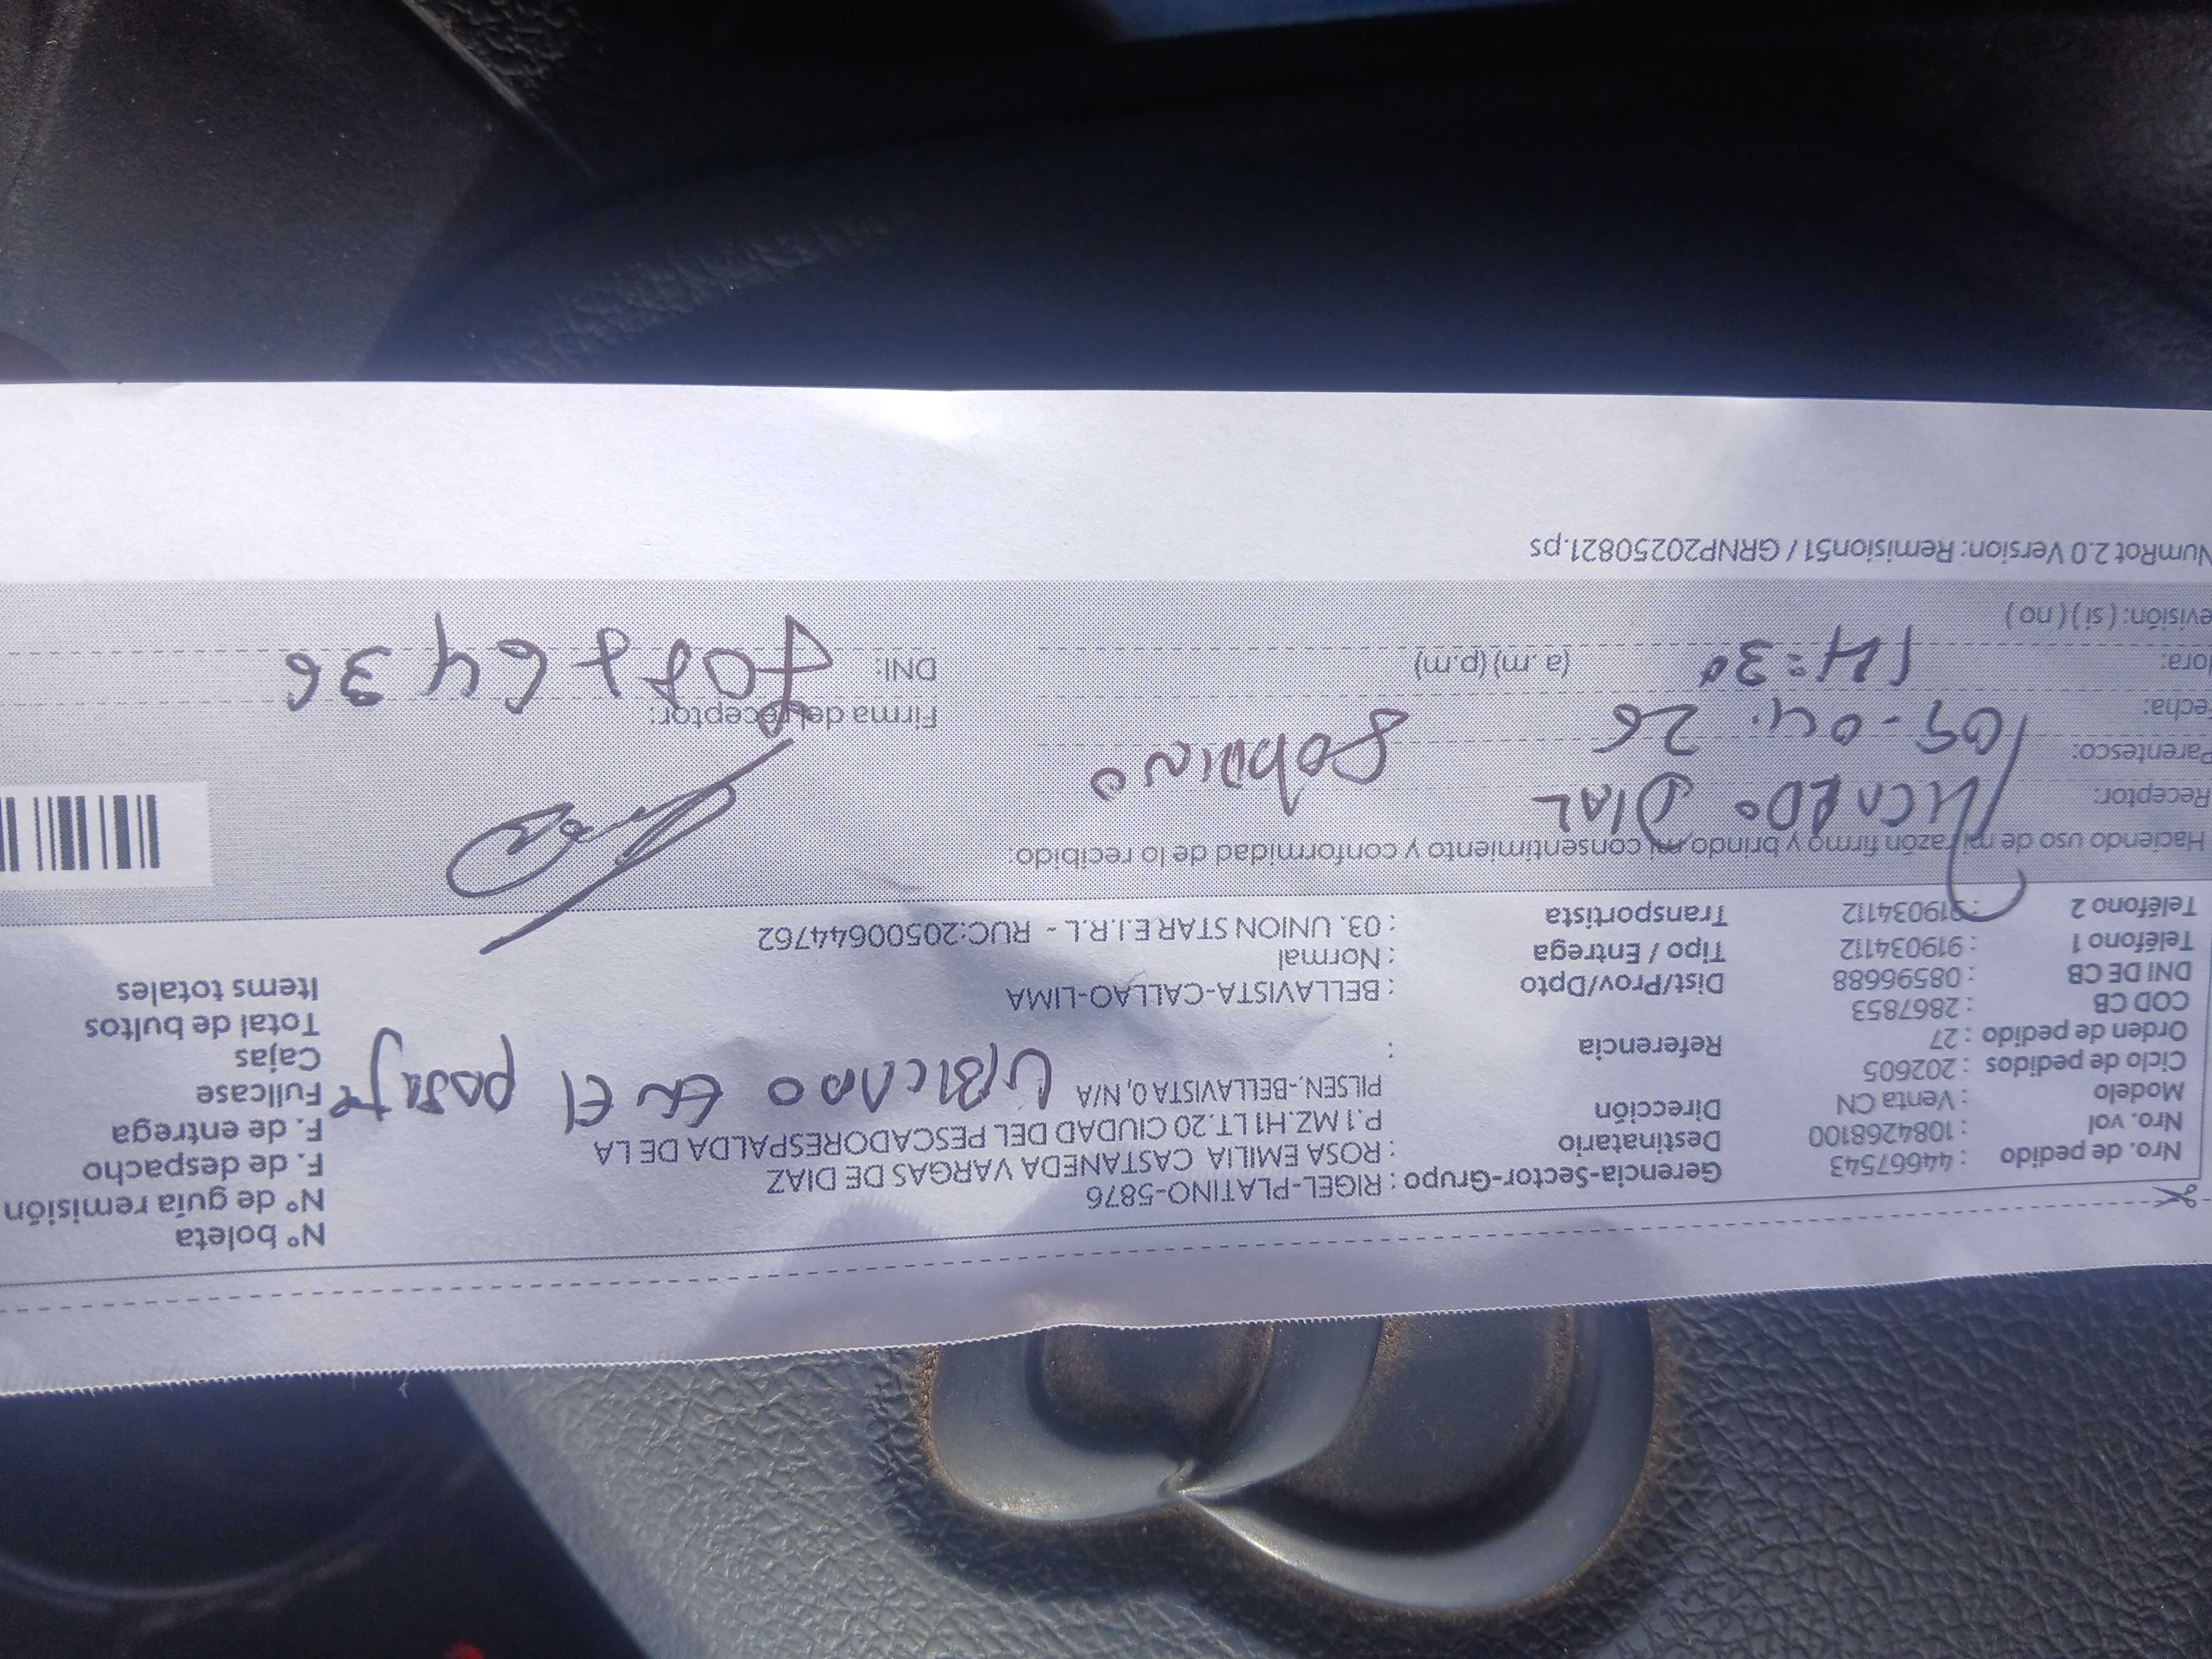 Nro. de pedido : 44667543 Gerencia-Sector-Grupo : RIGEL-PLATINO-5876 N° boleta
Nro. vol : 1084268100 Destinatario : ROSA EMILIA CASTANEDA VARGAS DE DIAZ N° de guía remisión
Modelo : Venta CN Dirección P.1 MZ.H1 LT.20 CIUDAD DEL PESCADORESPALDA DE LA F. de despacho
PILSEN.-BELLAVISTA 0, N/A UBICADO EN El pasaje F. de entrega
Ciclo de pedidos : 202605 Fullcase
Orden de pedido : 27 Referencia : Cajas
COD CB : 2867853 Dist/Prov/Dpto : BELLAVISTA-CALLAO-LIMA Total de bultos
DNI DE CB : 08596688 Tipo / Entrega : Normal Items totales
Teléfono 1 : 919034112 Transportista : 03. UNION STAR E.I.R.L - RUC:20500644762
Teléfono 2 : 919034112
Haciendo uso de mi razón firmo y brindo mi consentimiento y conformidad de lo recibido:
Receptor: DIAZ
Parentesco: Sobrino
echa: 05-04-26 Firma del receptor:
lora: 14:30 (a.m) (p.m) DNI:
evisión: ( si ) ( no )
NumRot 2.0 Version: Remision51 / GRNP20250821.ps